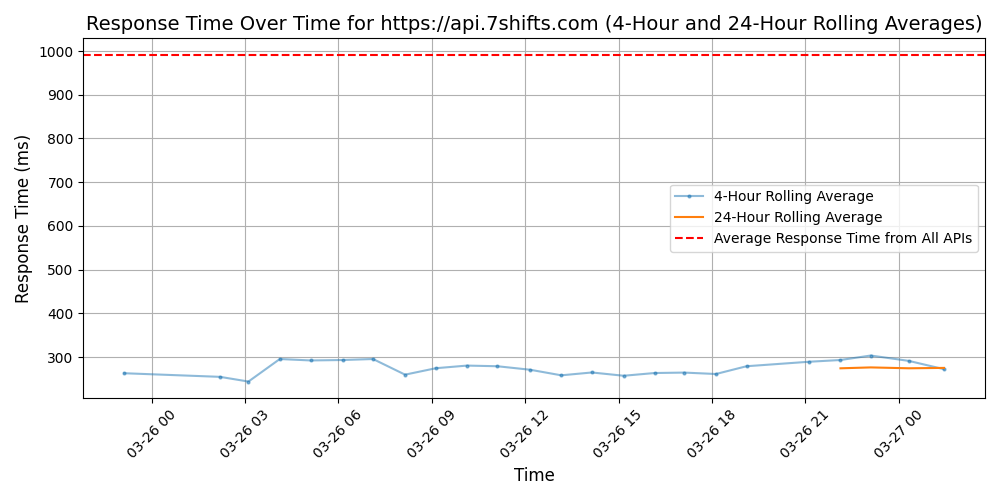 Response Time Over Time for https://api.7shifts.com (4-Hour and 24-Hour Rolling Averages)
Response Time (ms)
1000
900
800
700
600
500
400
300
4-Hour Rolling Average
24-Hour Rolling Average
Average Response Time from All APIs
03-26 00
03-26 03
03-26 06
03-26 09
03-26 12
03-26 15
03-26 18
03-26 21
03-27 00
Time